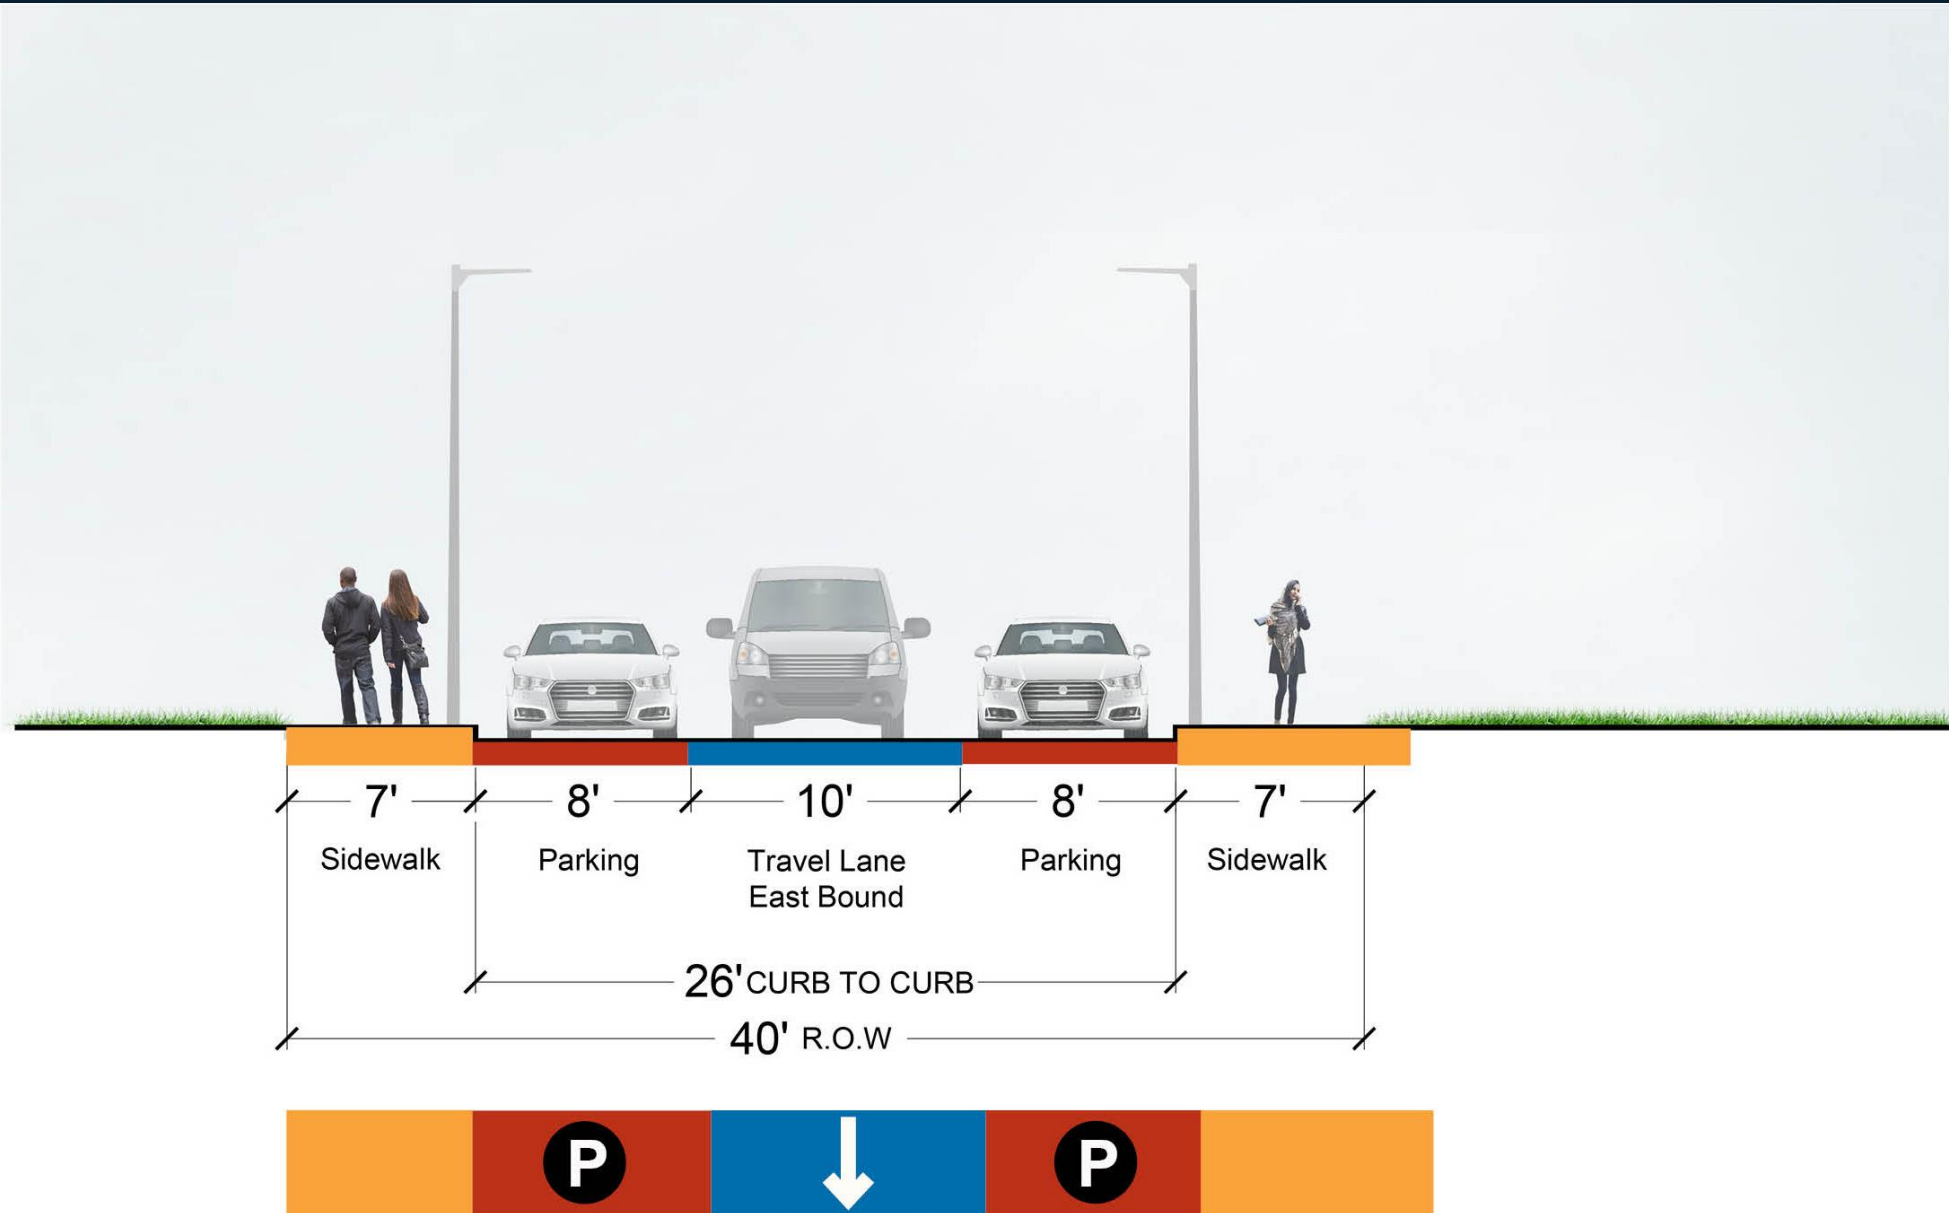 7' 8' 10' 8' 7'
Sidewalk Parking Travel Lane Parking Sidewalk
East Bound
26' CURB TO CURB
40' R.O.W
P P